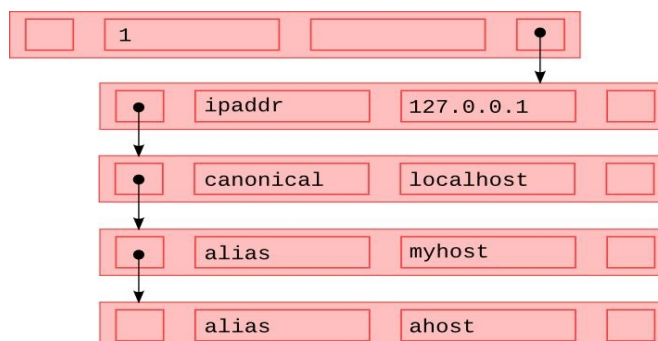 1
ipaddr 127.0.0.1
canonical localhost
alias myhost
alias ahost